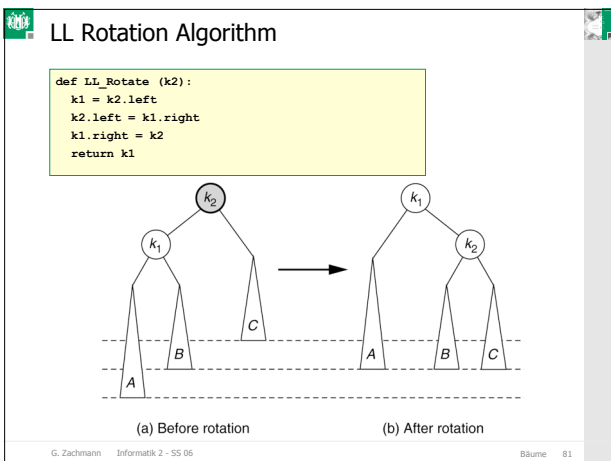 LL Rotation Algorithm
def LL_Rotate (k2):
k1 = k2.left
k2.left = k1.right
k1.right = k2
return k1
k2 k1
k1 k2
C
B A B C
A
(a) Before rotation (b) After rotation
G. Zachmann Informatik 2 - SS 06 Bäume 81